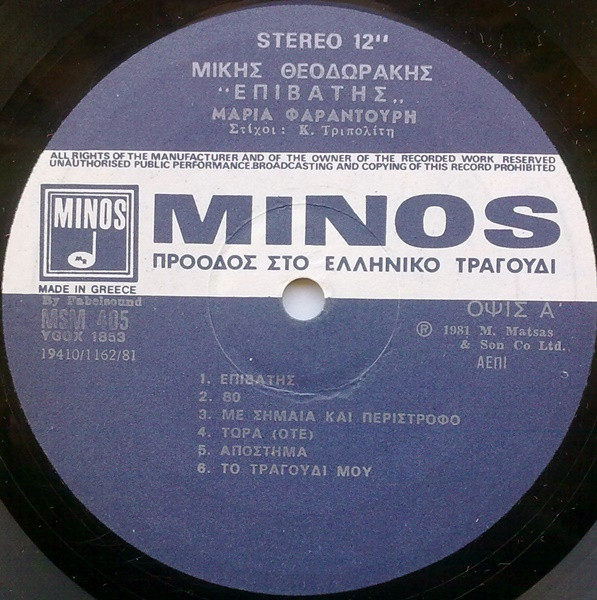 STEREO 12"
ΜΙΚΗΣ ΘΕΟΔΩΡΑΚΗΣ
"ΕΠΙΒΑΤΗΣ„
ΜΑΡΙΑ ΦΑΡΑΝΤΟΥΡΗ
Στίχοι: Κ. Τριπολίτη
ALL RIGHTS OF THE MANUFACTURER AND OF THE OWNER OF THE RECORDED WORK RESERVED
UNAUTHORISED PUBLIC PERFORMANCE.BROADCASTING AND COPYING OF THIS RECORD PROHIBITED
MINOS
MINOS
ΠΡΟΟΔΟΣ ΣΤΟ ΕΛΛΗΝΙΚΟ ΤΡΑΓΟΥΔΙ
MADE IN GREECE
By Fabelsound
MSM 405
YGOX 1853
19410/1162/81
ΟΨΙΣ Α'
℗ 1981 M. Matsas
& Son Co Ltd.
ΑΕΠΙ
1. ΕΠΙΒΑΤΗΣ
2. 80
3. ΜΕ ΣΗΜΑΙΑ ΚΑΙ ΠΕΡΙΣΤΡΟΦΟ
4. ΤΩΡΑ (ΟΤΕ)
5. ΑΠΟΣΤΗΜΑ
6. ΤΟ ΤΡΑΓΟΥΔΙ ΜΟΥ